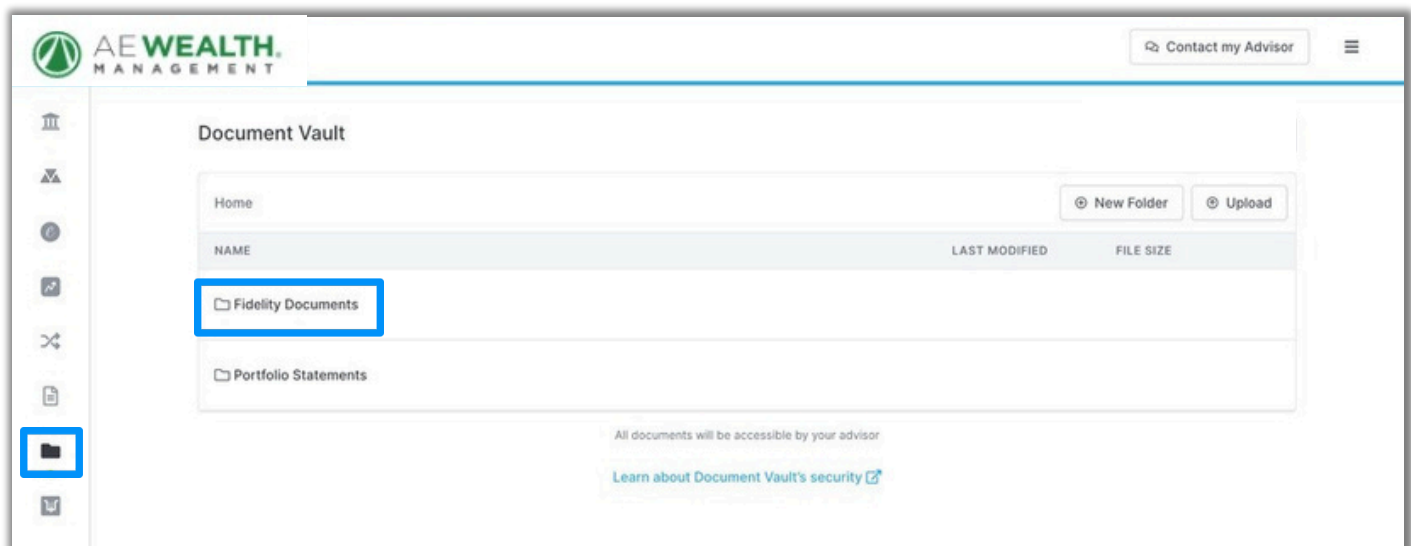 AE WEALTH.
MANAGEMENT
Contact my Advisor
Document Vault
Home
New Folder
Upload
NAME
LAST MODIFIED
FILE SIZE
Fidelity Documents
Portfolio Statements
All documents will be accessible by your advisor
Learn about Document Vault's security